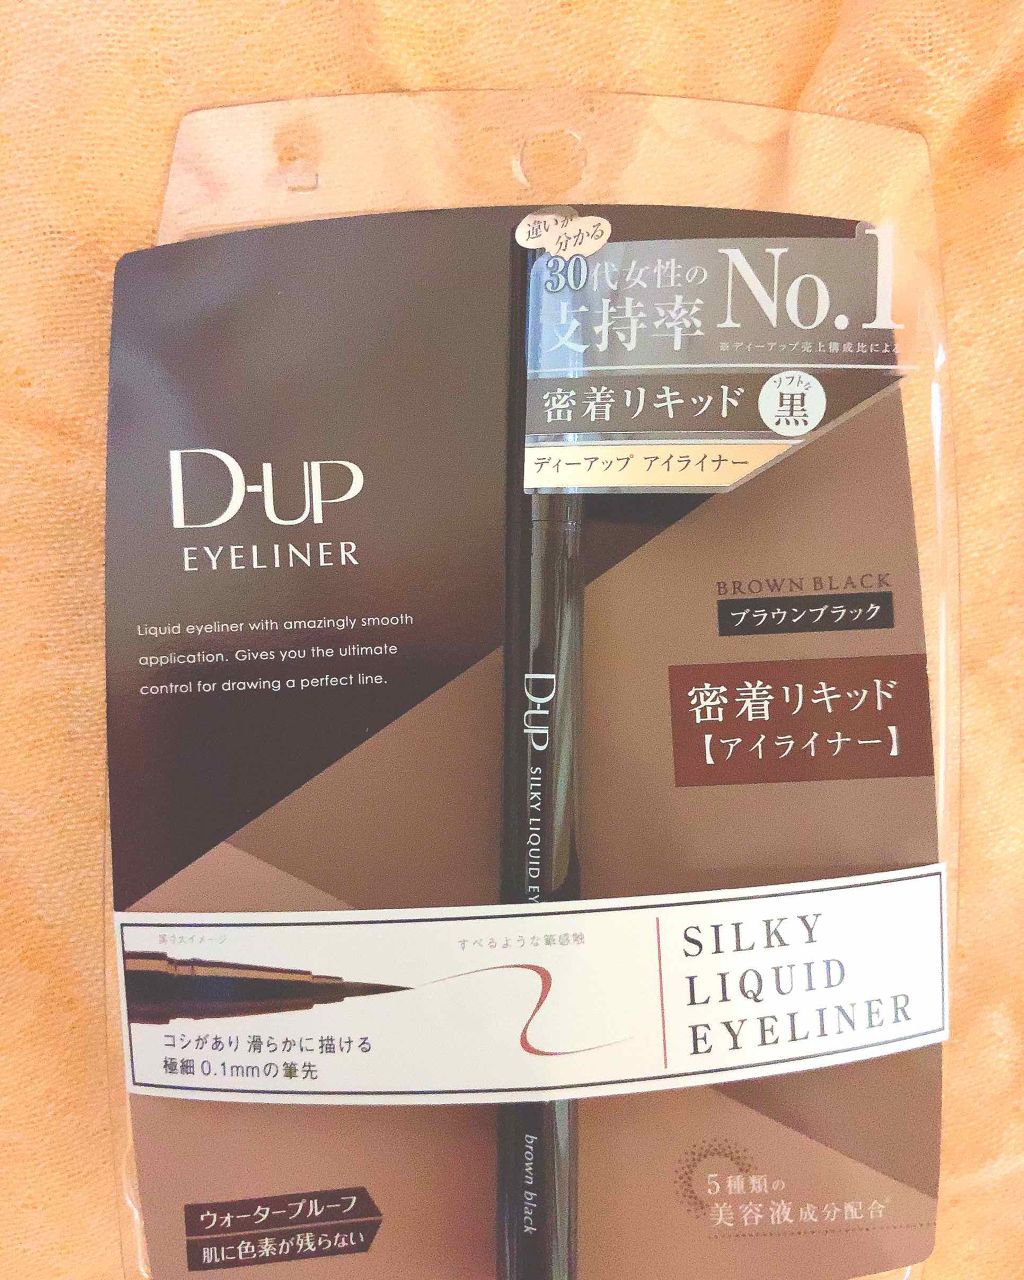 違いが
分かる
30代女性の
支持率 No.1
※ディーアップ売上構成比によ
密着リキッド ソフトな黒
ディーアップ アイライナー
D-UP
EYELINER
Liquid eyeliner with amazingly smooth
application. Gives you the ultimate
control for drawing a perfect line.
BROWN BLACK
ブラウンブラック
密着リキッド
【アイライナー】
D-UP SILKY LIQUID EY
実寸大イメージ
すべるような筆感触
コシがあり 滑らかに描ける
極細 0.1mmの筆先
SILKY
LIQUID
EYELINER
brown black
ウォータープルーフ
肌に色素が残らない
5種類の
美容液成分配合